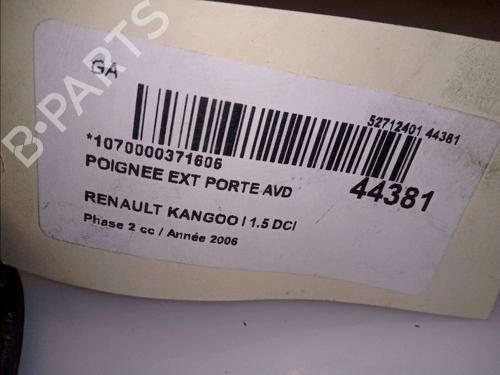 B-PARTS
GA
52712401 44381
*1070000371606
44381
POIGNEE EXT PORTE AVD
RENAULT KANGOO I 1.5 DCI
Phase 2 cc / Année 2006